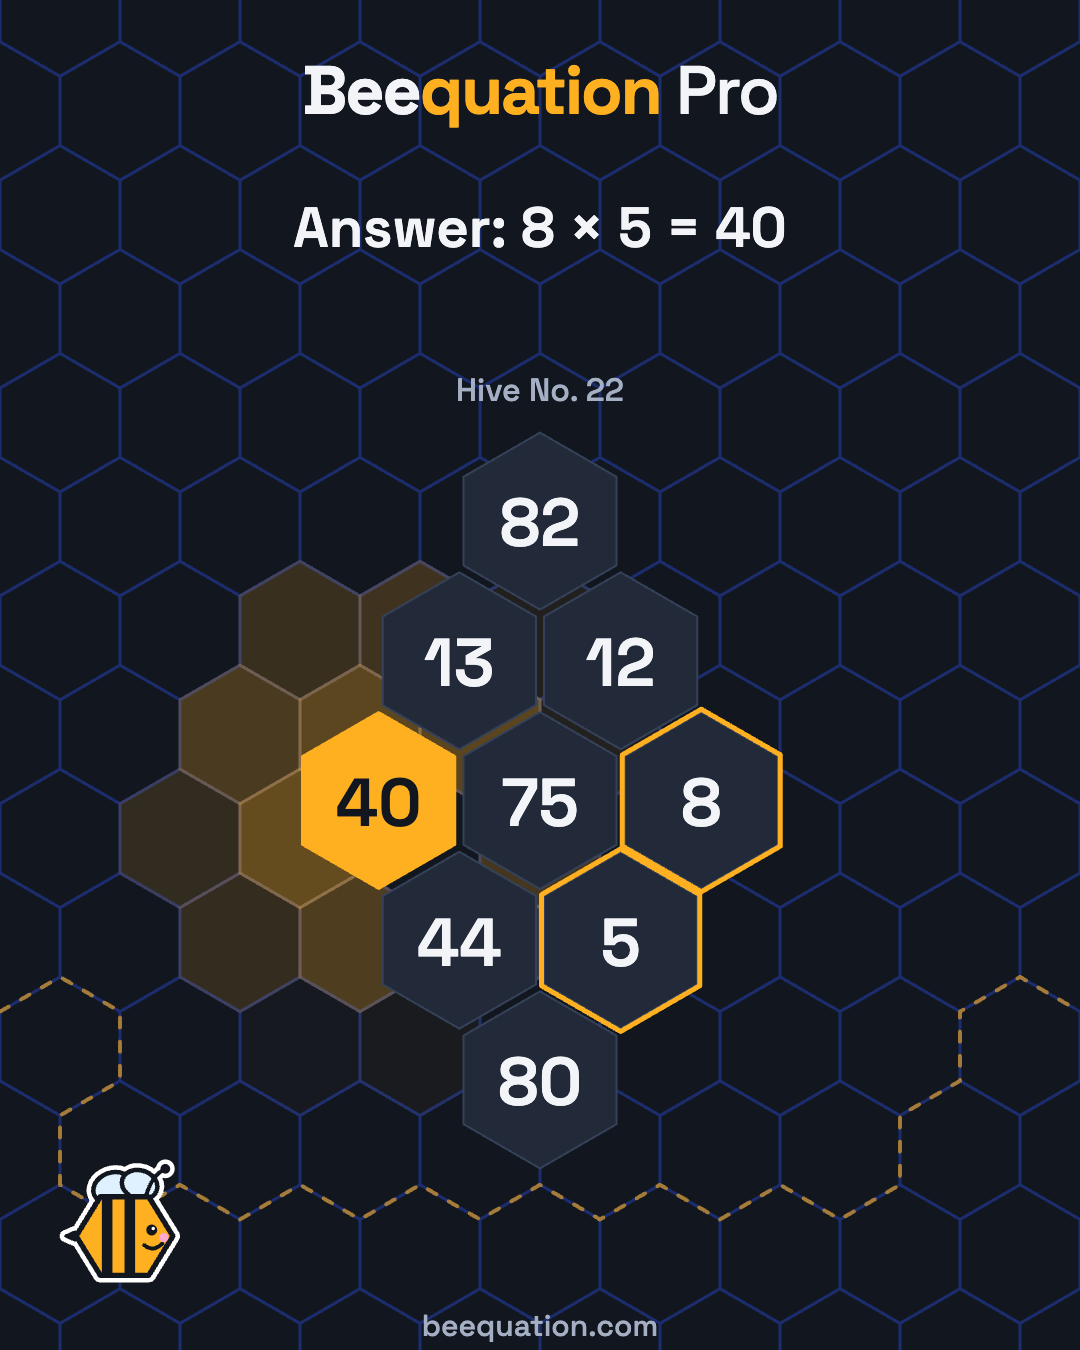 Beequation Pro
Answer: 8 × 5 = 40
Hive No. 22
82
13 12
40 75 8
44 5
80
beequation.com